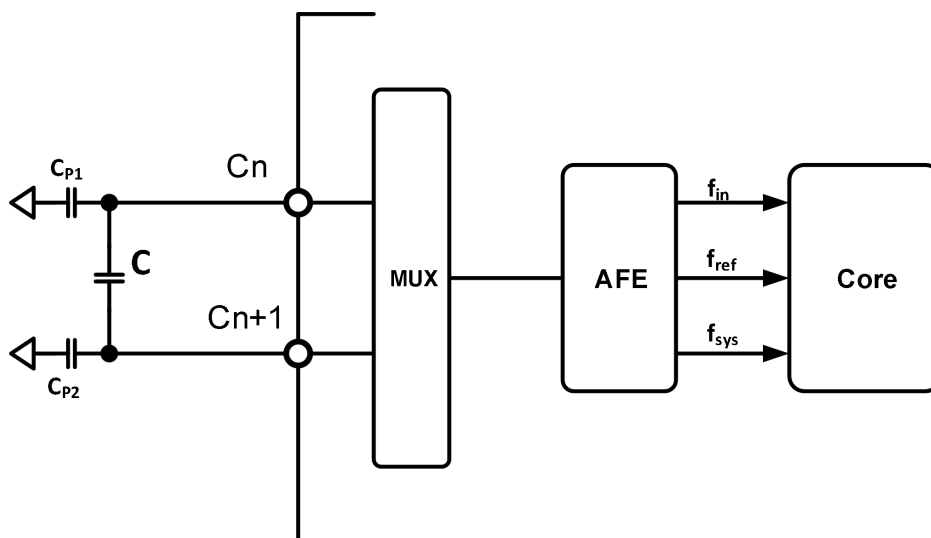 CP1
Cn
C
Cn+1
CP2
MUX
AFE
fin
fref
fsys
Core